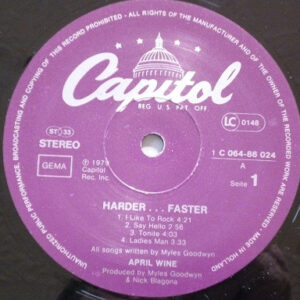 ALL RIGHTS OF THE MANUFACTURER AND OF THE OWNER OF THE RECORDED WORK ARE RESERVED • MADE IN HOLLAND
UNAUTHORIZED PUBLIC PERFORMANCE, BROADCASTING AND COPYING OF THIS RECORD PROHIBITED •
Capitol
REG. U.S. PAT. OFF.
ST 33
STEREO
LC 0148
GEMA
℗ 1979
Capitol
Rec. Inc.
1C 064-86 024
A
Seite 1
HARDER . . . FASTER
1. I Like To Rock 4:21
2. Say Hello 2:56
3. Tonite 4:03
4. Ladies Man 3:33
All songs written by Myles Goodwyn
APRIL WINE
Produced by Myles Goodwyn
& Nick Blagona